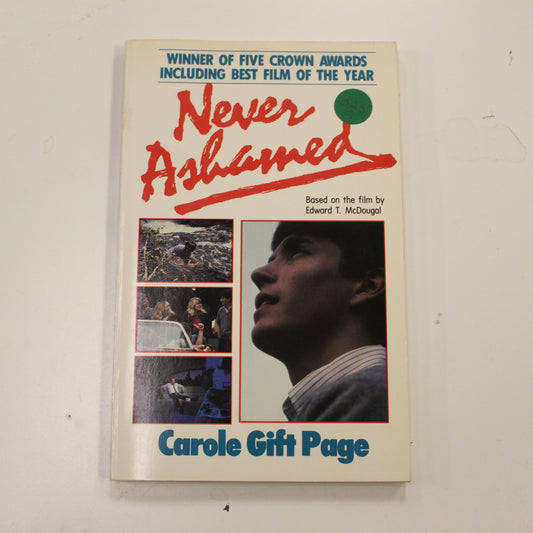 WINNER OF FIVE CROWN AWARDS
INCLUDING BEST FILM OF THE YEAR
Never
Ashamed
Based on the film by
Edward T. McDougal
Carole Gift Page